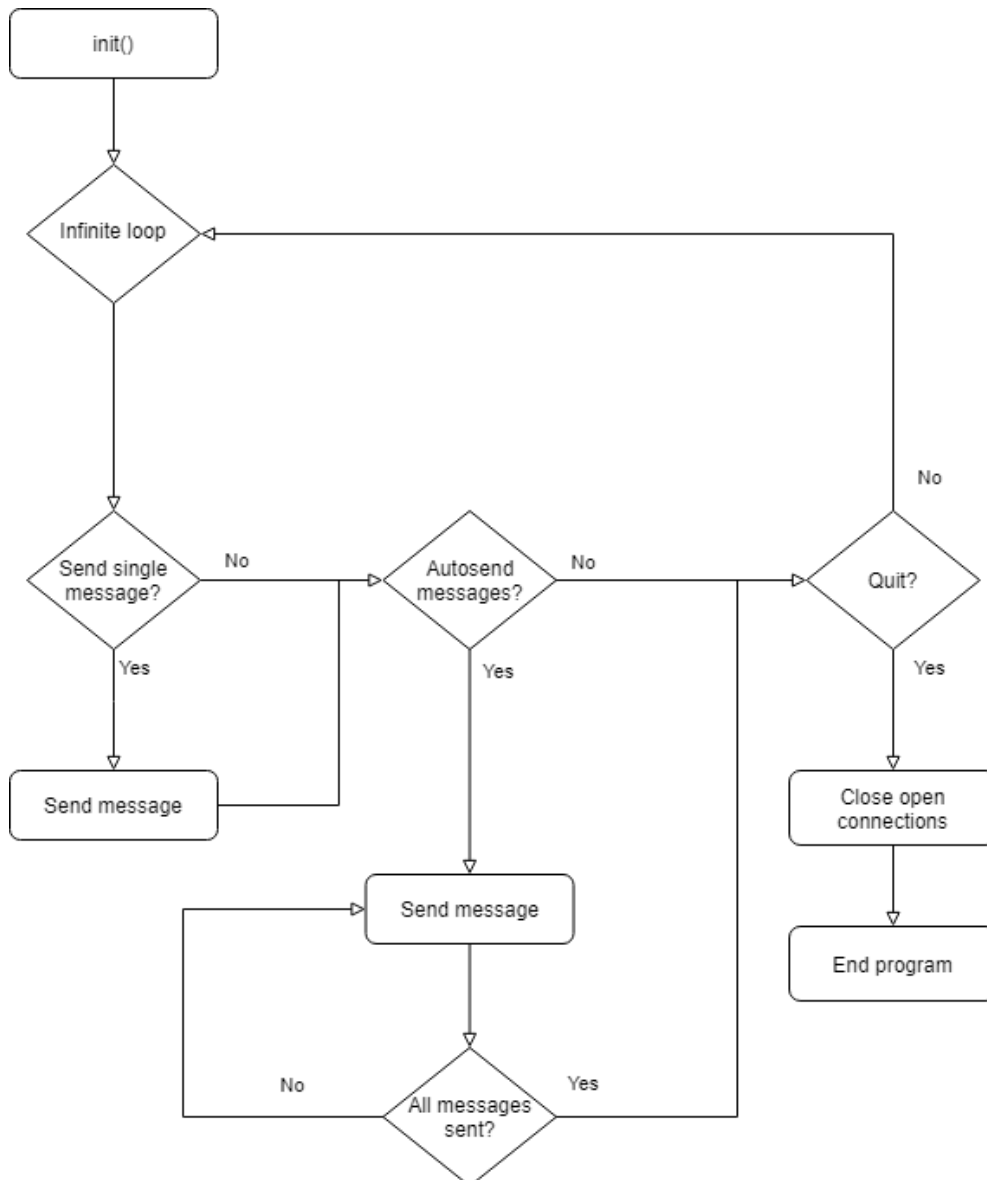 init()
Infinite loop
No
Send single
message?
No
Autosend
messages?
No
Quit?
Yes
Yes
Yes
Send message
Close open
connections
Send message
End program
No
Yes
All messages
sent?